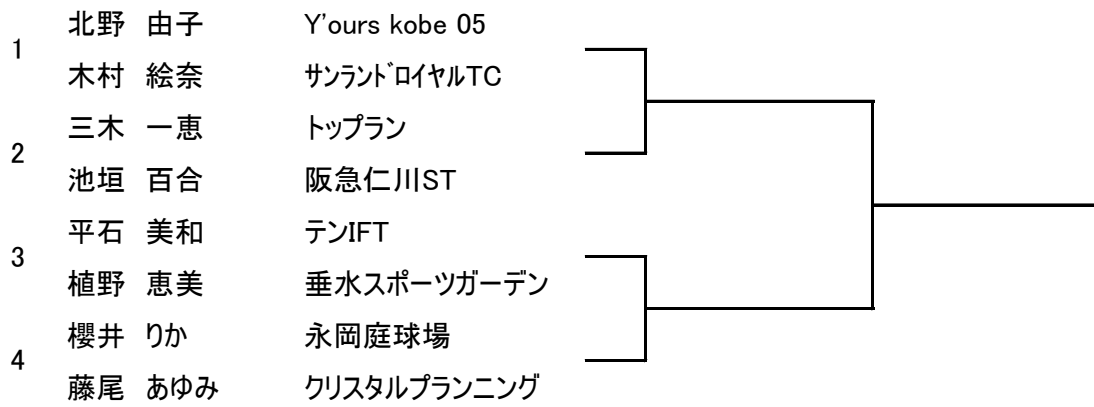 1
北野 由子 Y'ours kobe 05
木村 絵奈 サンランドロイヤルTC
2
三木 一恵 トップラン
池垣 百合 阪急仁川ST
3
平石 美和 テンIFT
植野 恵美 垂水スポーツガーデン
4
櫻井 りか 永岡庭球場
藤尾 あゆみ クリスタルプランニング